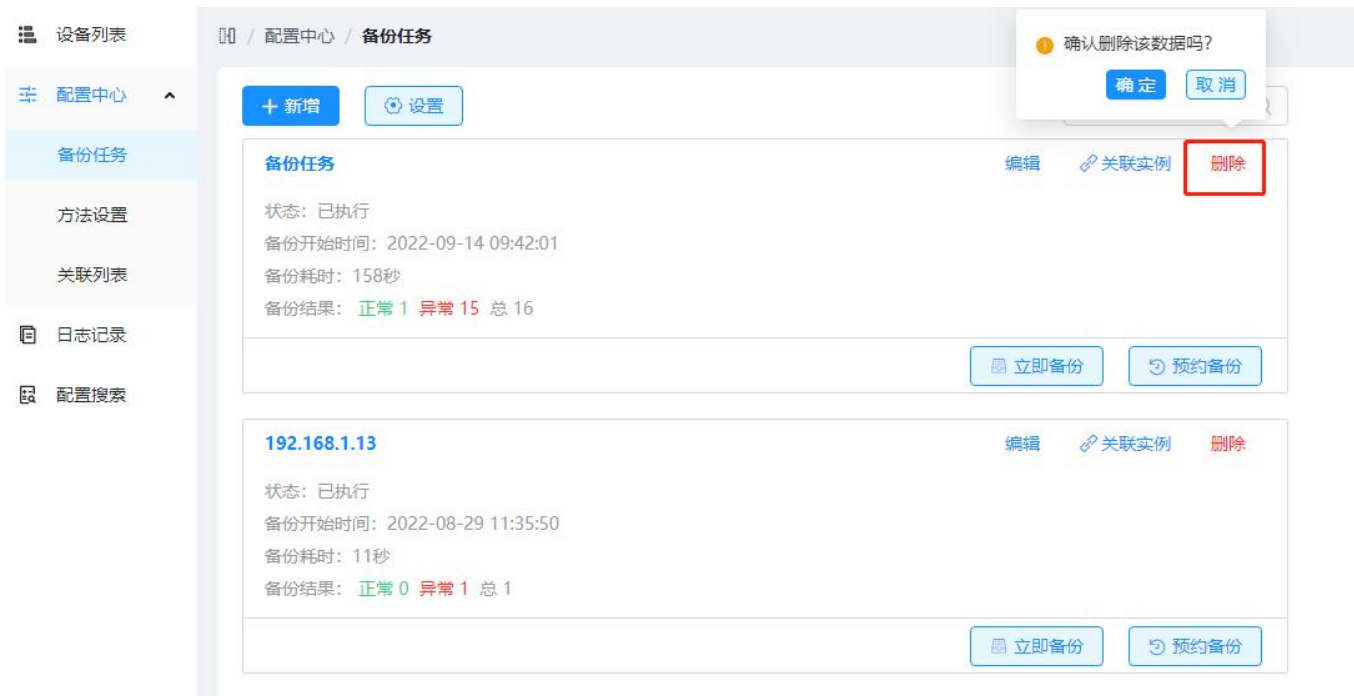 设备列表
配置中心
备份任务
方法设置
关联列表
日志记录
配置搜索
/ 配置中心 / 备份任务
确认删除该数据吗?
确 定 取 消
+ 新增 设置
备份任务 编辑 关联实例 删除
状态：已执行
备份开始时间：2022-09-14 09:42:01
备份耗时：158秒
备份结果： 正常 1 异常 15 总 16
立即备份 预约备份
192.168.1.13 编辑 关联实例 删除
状态：已执行
备份开始时间：2022-08-29 11:35:50
备份耗时：11秒
备份结果： 正常 0 异常 1 总 1
立即备份 预约备份